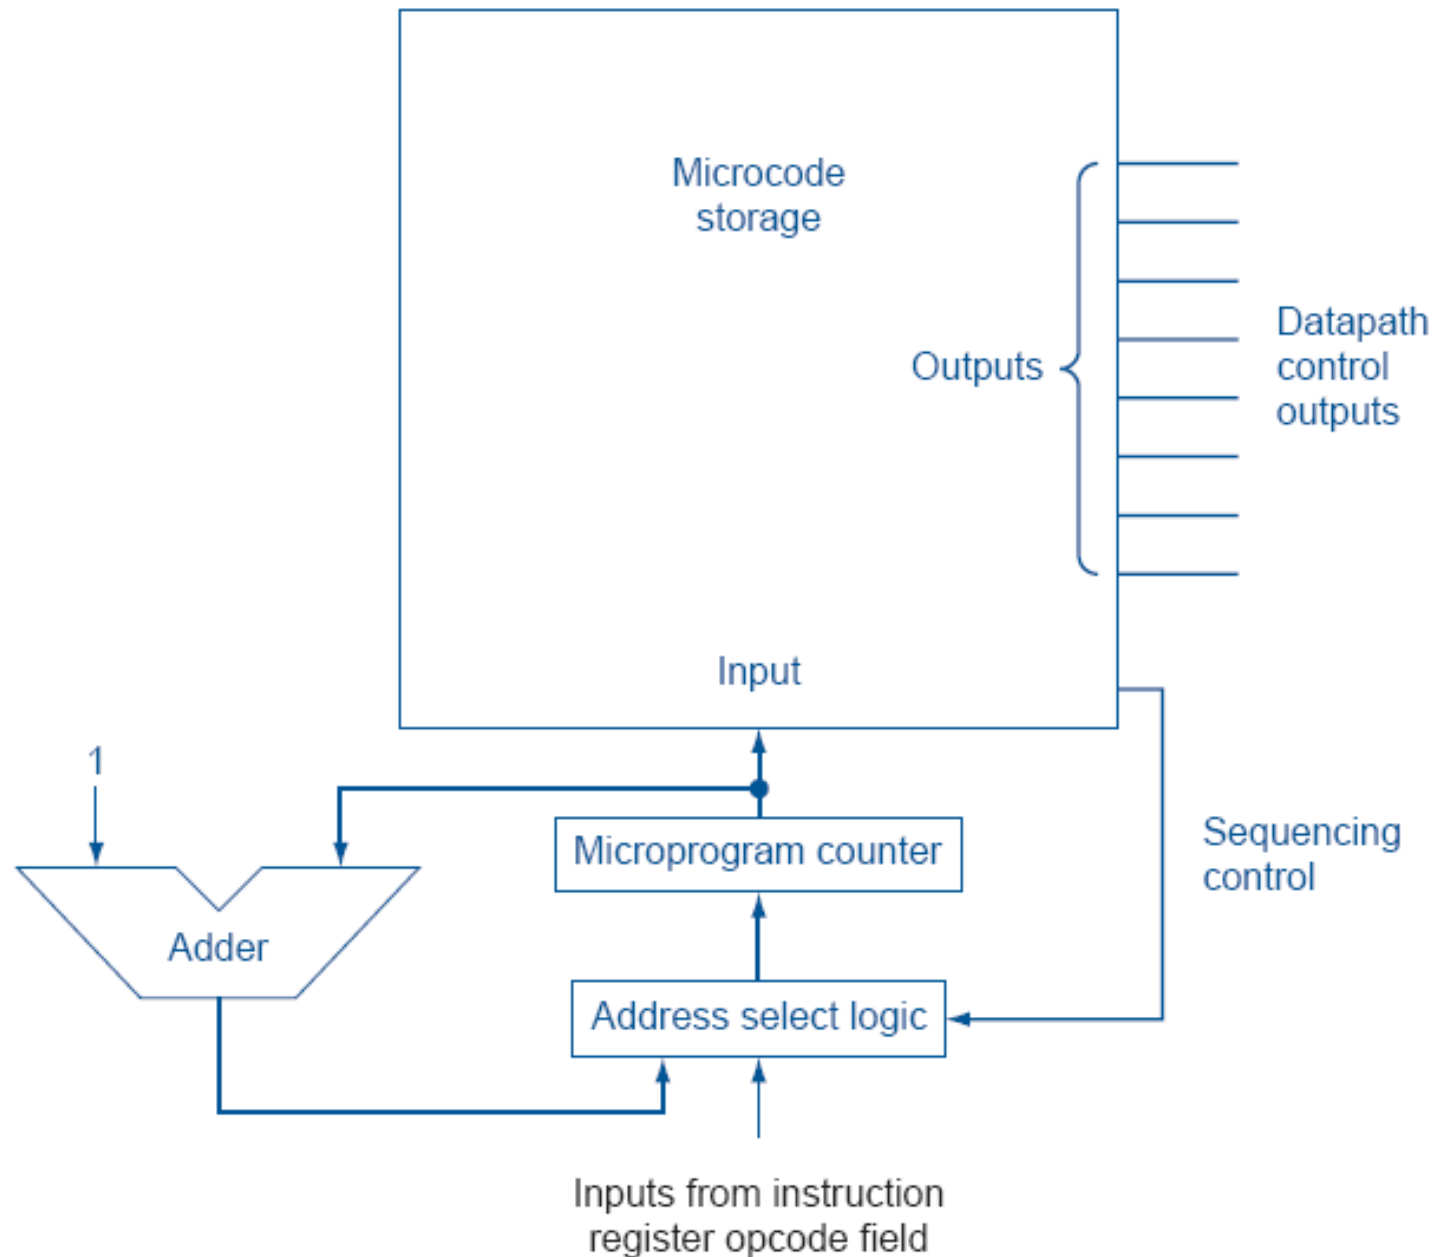 Microcode
storage
Outputs
Datapath
control
outputs
Input
1
Microprogram counter
Sequencing
control
Adder
Address select logic
Inputs from instruction
register opcode field